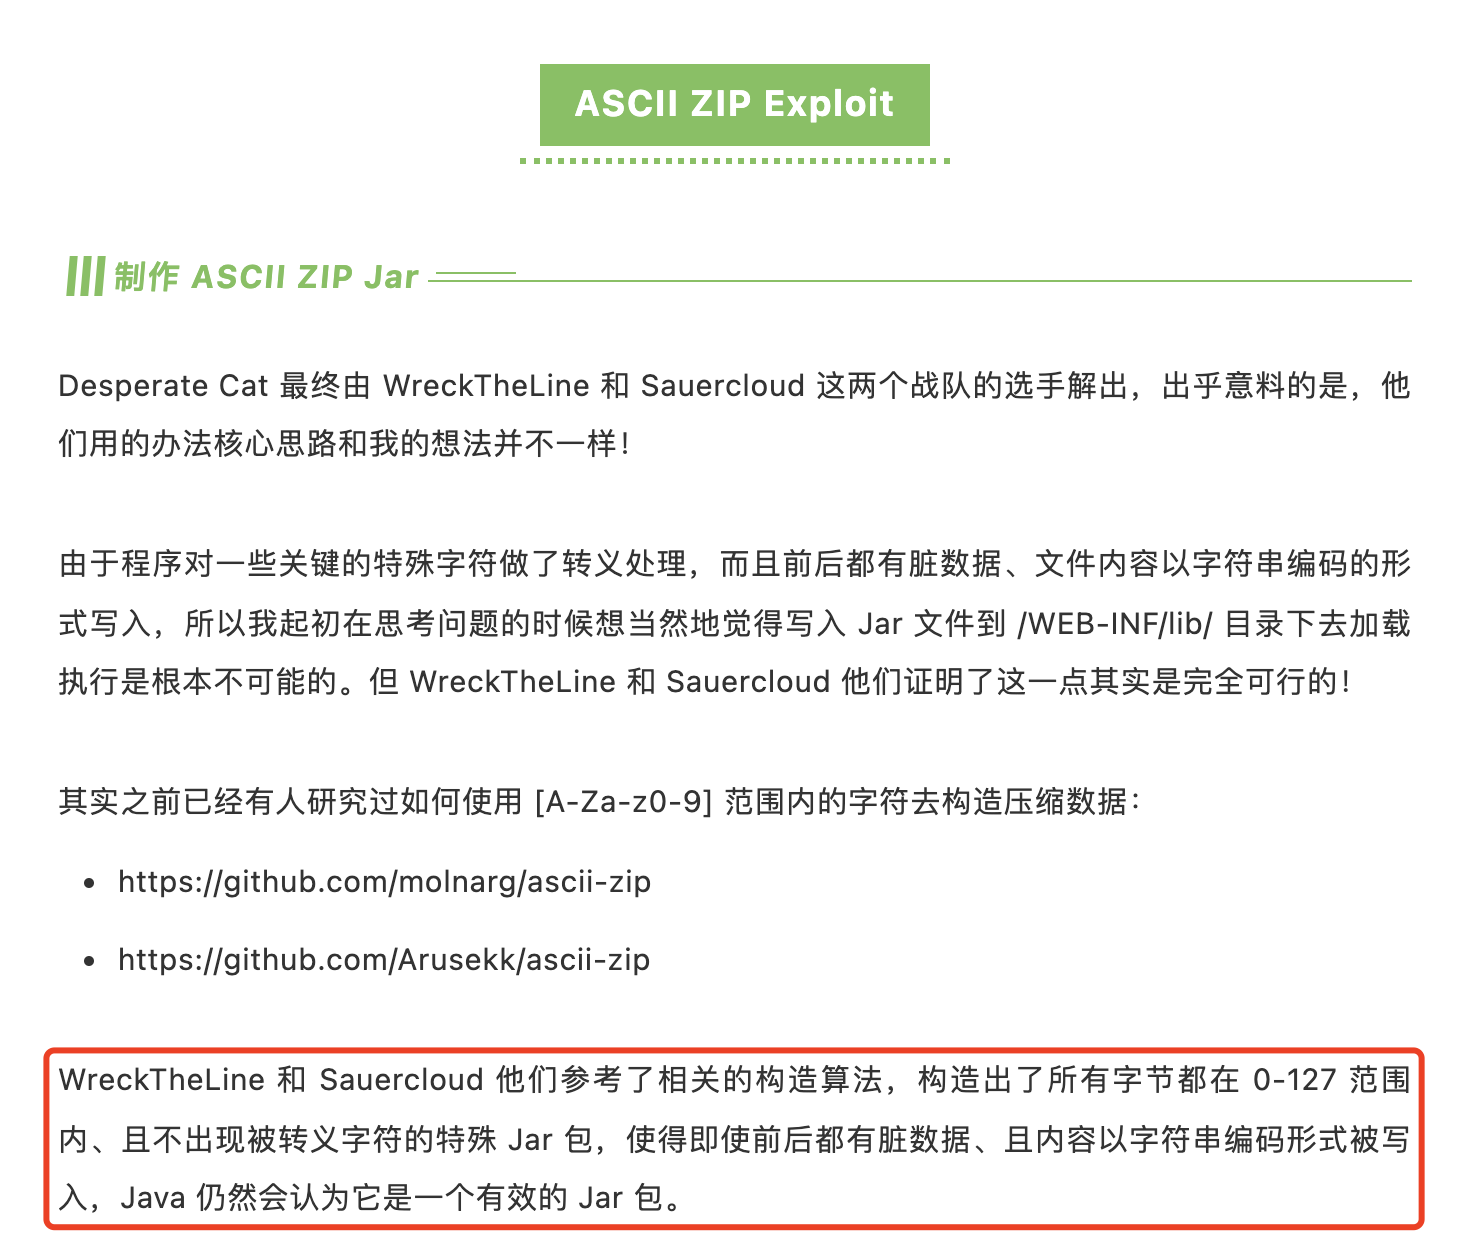 ASCII ZIP Exploit
制作 ASCII ZIP Jar
Desperate Cat 最终由 WreckTheLine 和 Sauercloud 这两个战队的选手解出，出乎意料的是，他
们用的办法核心思路和我的想法并不一样！
由于程序对一些关键的特殊字符做了转义处理，而且前后都有脏数据、文件内容以字符串编码的形
式写入，所以我起初在思考问题的时候想当然地觉得写入 Jar 文件到 /WEB-INF/lib/ 目录下去加载
执行是根本不可能的。但 WreckTheLine 和 Sauercloud 他们证明了这一点其实是完全可行的！
其实之前已经有人研究过如何使用 [A-Za-z0-9] 范围内的字符去构造压缩数据：
• https://github.com/molnarg/ascii-zip
• https://github.com/Arusekk/ascii-zip
WreckTheLine 和 Sauercloud 他们参考了相关的构造算法，构造出了所有字节都在 0-127 范围
内、且不出现被转义字符的特殊 Jar 包，使得即使前后都有脏数据、且内容以字符串编码形式被写
入，Java 仍然会认为它是一个有效的 Jar 包。